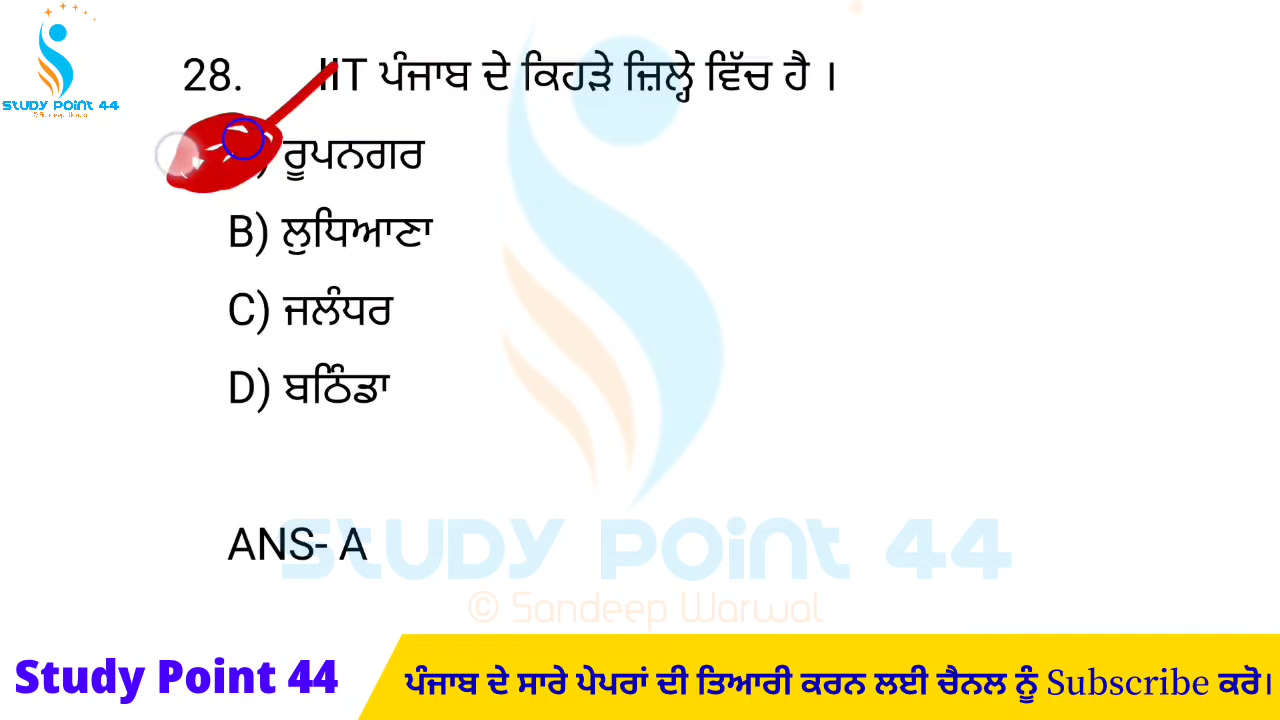 STUDY POINT 44
28. IIT ਪੰਜਾਬ ਦੇ ਕਿਹੜੇ ਜ਼ਿਲ੍ਹੇ ਵਿੱਚ ਹੈ ।
) ਰੂਪਨਗਰ
B) ਲੁਧਿਆਣਾ
C) ਜਲੰਧਰ
D) ਬਠਿੰਡਾ
ANS- A
STUDY POINT 44
© Sandeep Warwal
Study Point 44
ਪੰਜਾਬ ਦੇ ਸਾਰੇ ਪੇਪਰਾਂ ਦੀ ਤਿਆਰੀ ਕਰਨ ਲਈ ਚੈਨਲ ਨੂੰ Subscribe ਕਰੋ।